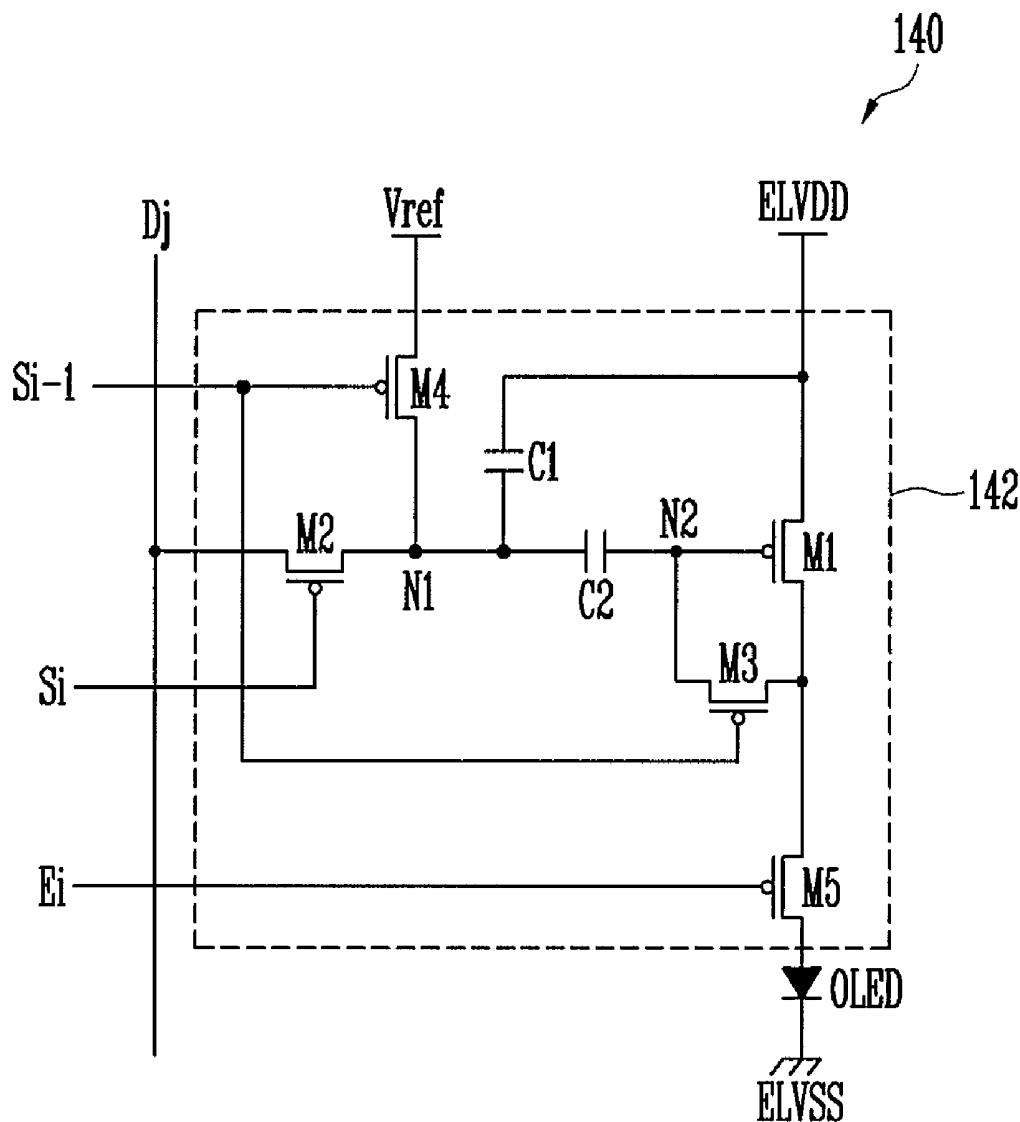 140
ELVDD
Vref
Dj
Si-1
M4
C1
142
M2
N2
M1
N1
C2
M3
Si
Ei
M5
OLED
ELVSS